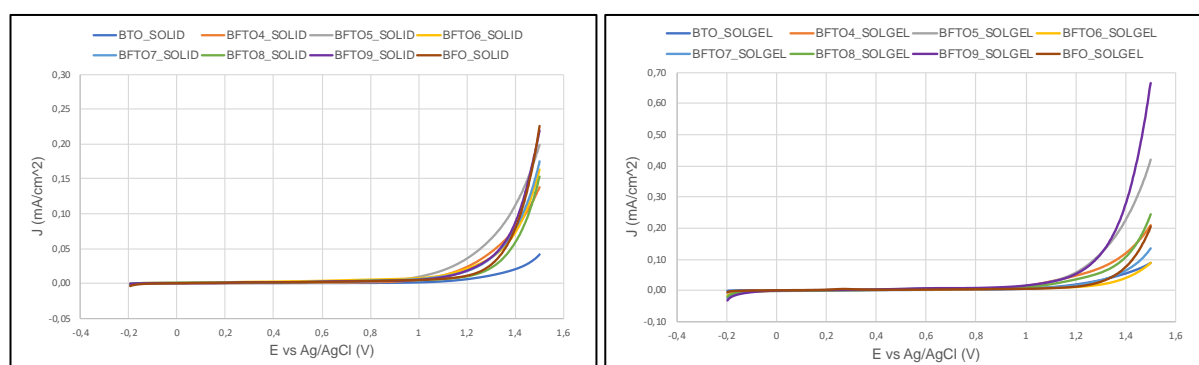 BTO_SOLID BFTO4_SOLID BFTO5_SOLID BFTO6_SOLID
BFTO7_SOLID BFTO8_SOLID BFTO9_SOLID BFO_SOLID
0,30
0,25
0,20
0,15
0,10
0,05
0,00
-0,05
J (mA/cm^2)
-0,4 -0,2 0 0,2 0,4 0,6 0,8 1 1,2 1,4 1,6
E vs Ag/AgCl (V)
BTO_SOLGEL BFTO4_SOLGEL BFTO5_SOLGEL BFTO6_SOLGEL
BFTO7_SOLGEL BFTO8_SOLGEL BFTO9_SOLGEL BFO_SOLGEL
0,70
0,60
0,50
0,40
0,30
0,20
0,10
0,00
-0,10
J (mA/cm^2)
-0,4 -0,2 0 0,2 0,4 0,6 0,8 1 1,2 1,4 1,6
E vs Ag/AgCl (V)